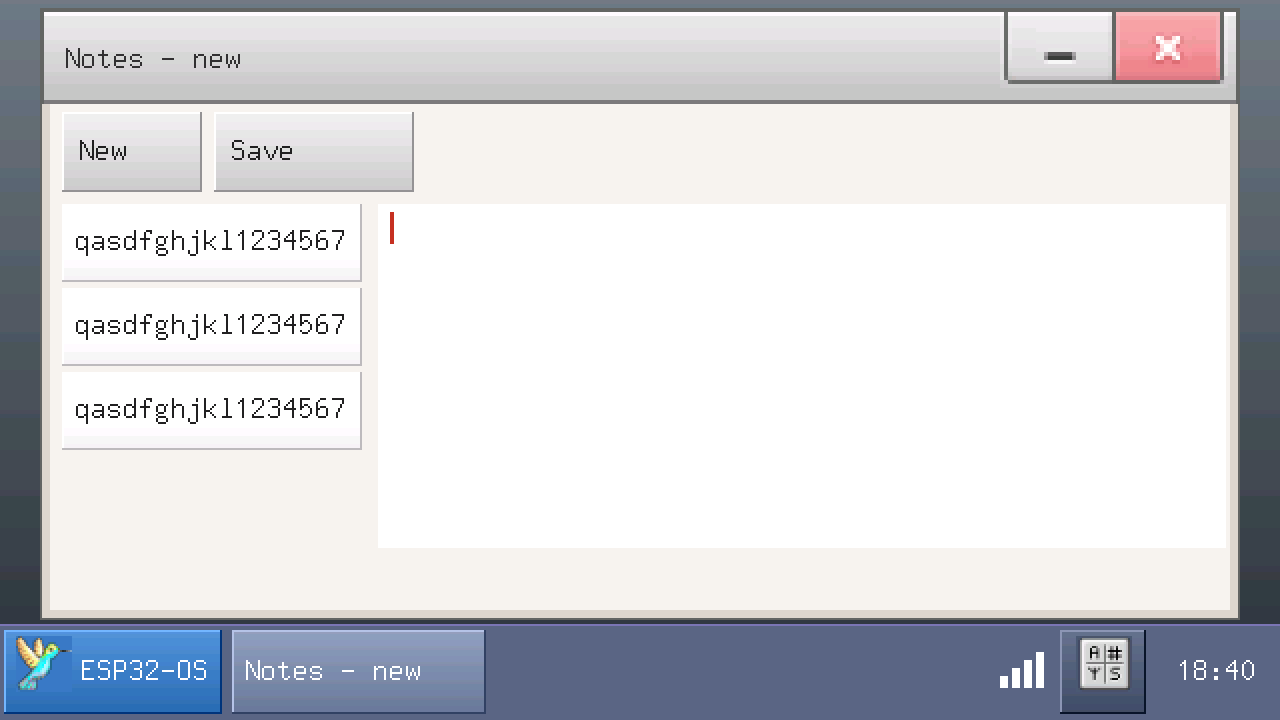 Notes - new
New
Save
qasdfghjkl1234567
qasdfghjkl1234567
qasdfghjkl1234567
ESP32-OS
Notes - new
A #
Y S
18:40